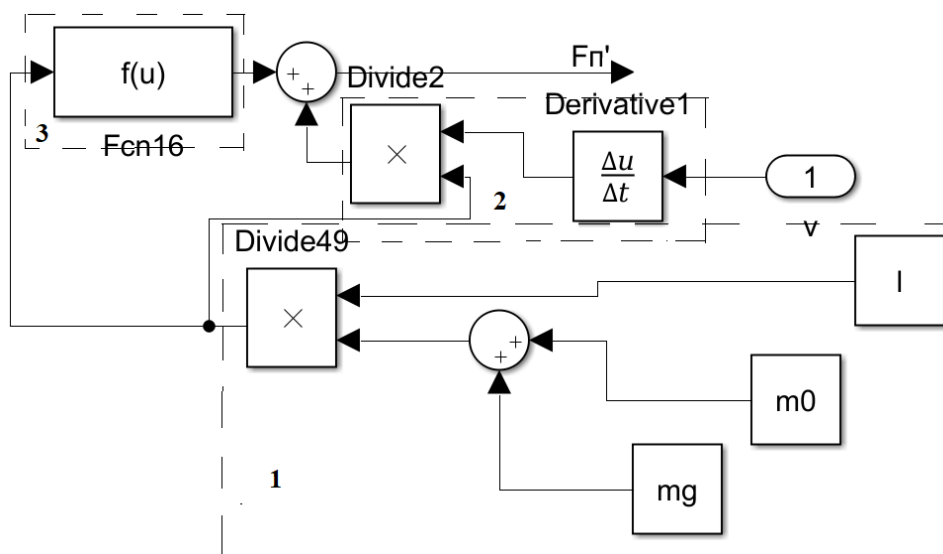 f(u)
Fcn16
3
+
+
Fп'
Divide2
×
Derivative1
Δu
Δt
1
v
2
Divide49
×
l
+
+
m0
mg
1